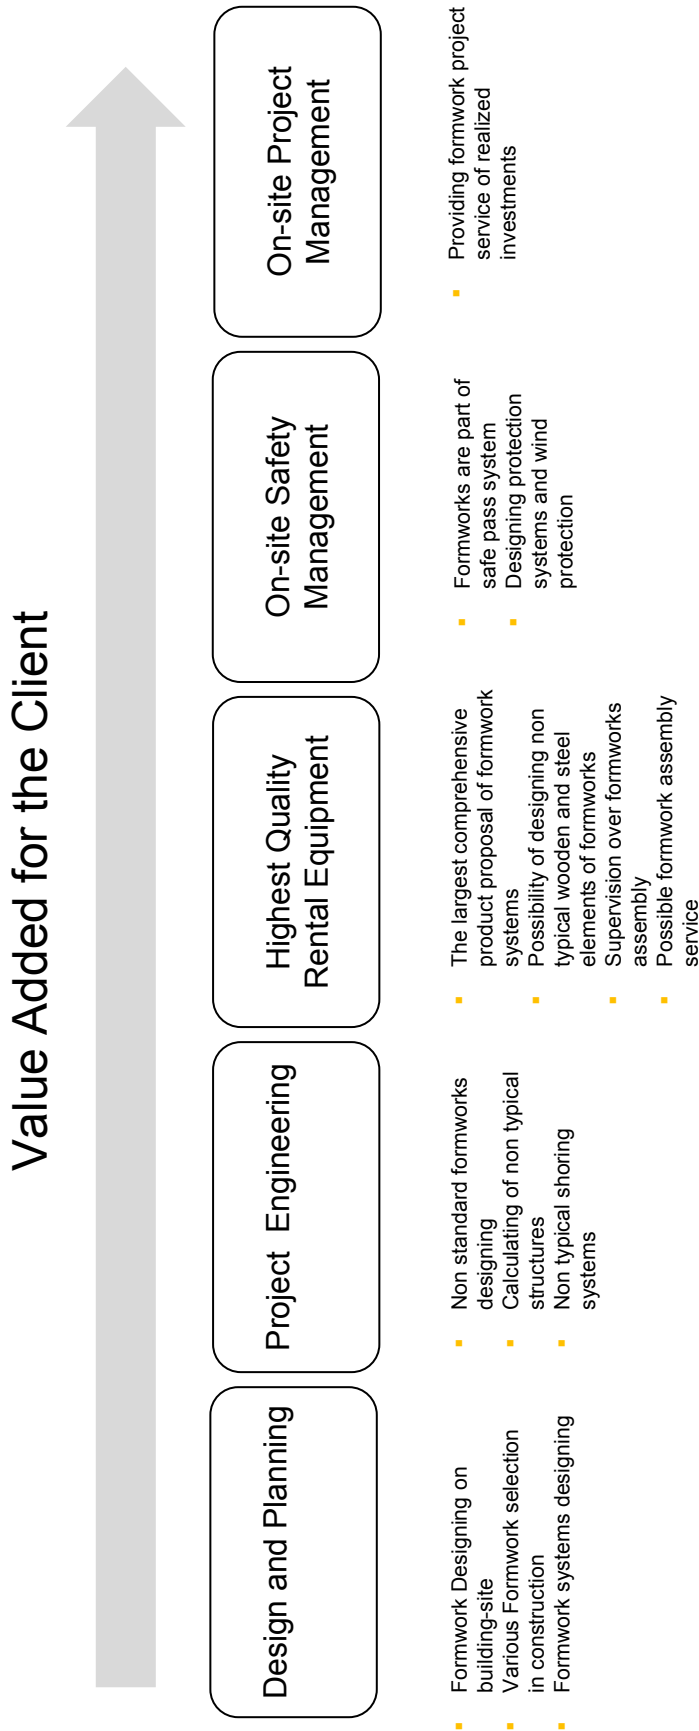 Value Added for the Client
Design and Planning
Formwork Designing on
building-site
Various Formwork selection
in construction
Formwork systems designing
Project Engineering
Non standard formworks
designing
Calculating of non typical
structures
Non typical shoring
systems
Highest Quality
Rental Equipment
The largest comprehensive
product proposal of formwork
systems
Possibility of designing non
typical wooden and steel
elements of formworks
Supervision over formworks
assembly
Possible formwork assembly
service
On-site Safety
Management
Formworks are part of
safe pass system
Designing protection
systems and wind
protection
On-site Project
Management
Providing formwork project
service of realized
investments